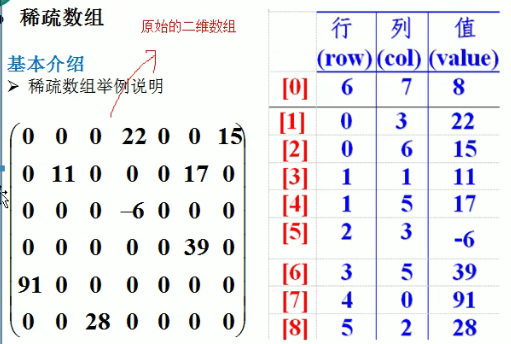 稀疏数组
原始的二维数组
基本介绍
➢ 稀疏数组举例说明
0 0 0 22 0 0 15
0 11 0 0 0 17 0
0 0 0 –6 0 0 0
0 0 0 0 0 39 0
91 0 0 0 0 0 0
0 0 28 0 0 0 0
行 列 值
(row) (col) (value)
[0] 6 7 8
[1] 0 3 22
[2] 0 6 15
[3] 1 1 11
[4] 1 5 17
[5] 2 3 -6
[6] 3 5 39
[7] 4 0 91
[8] 5 2 28